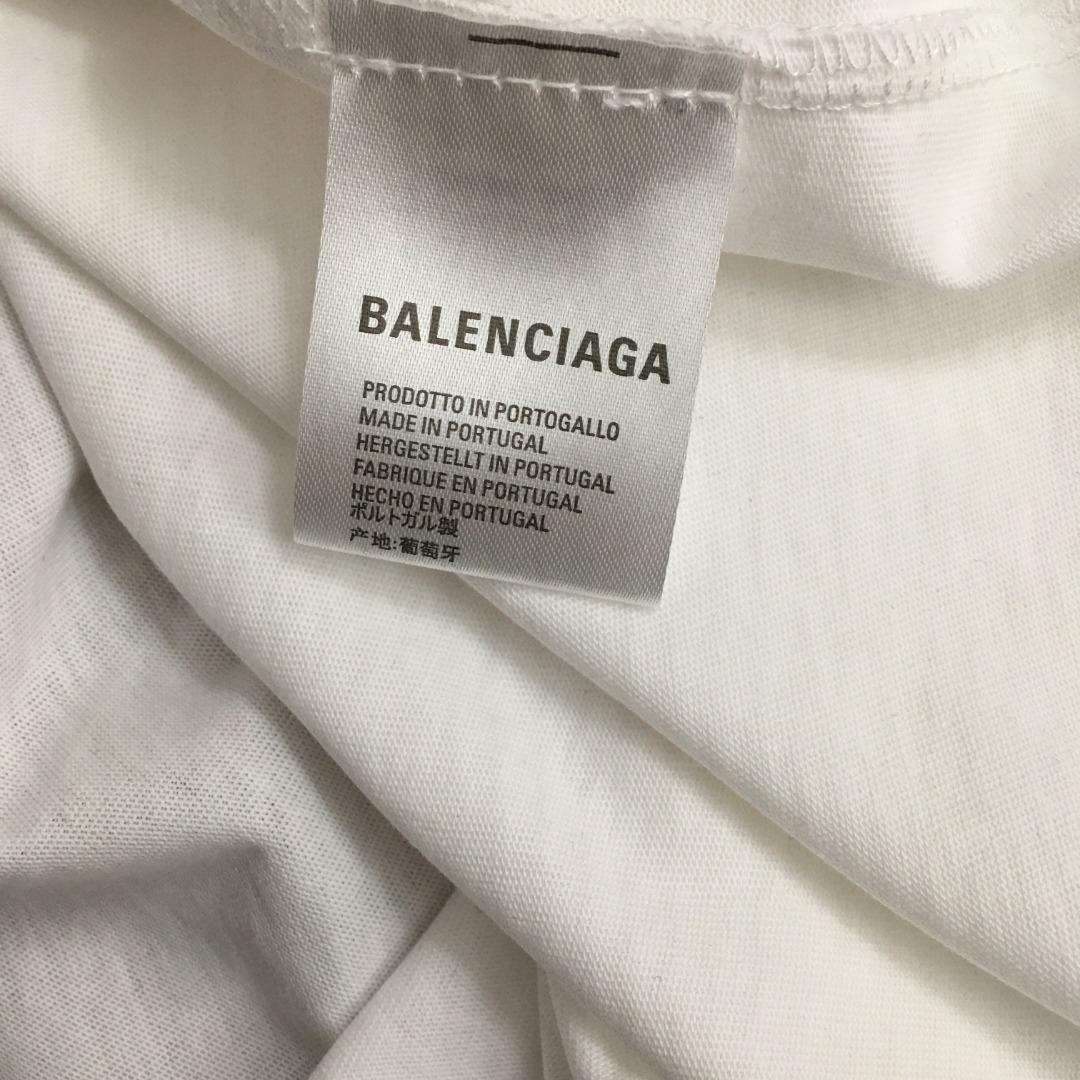 BALENCIAGA
PRODOTTO IN PORTOGALLO
MADE IN PORTUGAL
HERGESTELLT IN PORTUGAL
FABRIQUE EN PORTUGAL
HECHO EN PORTUGAL
ポルトガル製
产地:葡萄牙